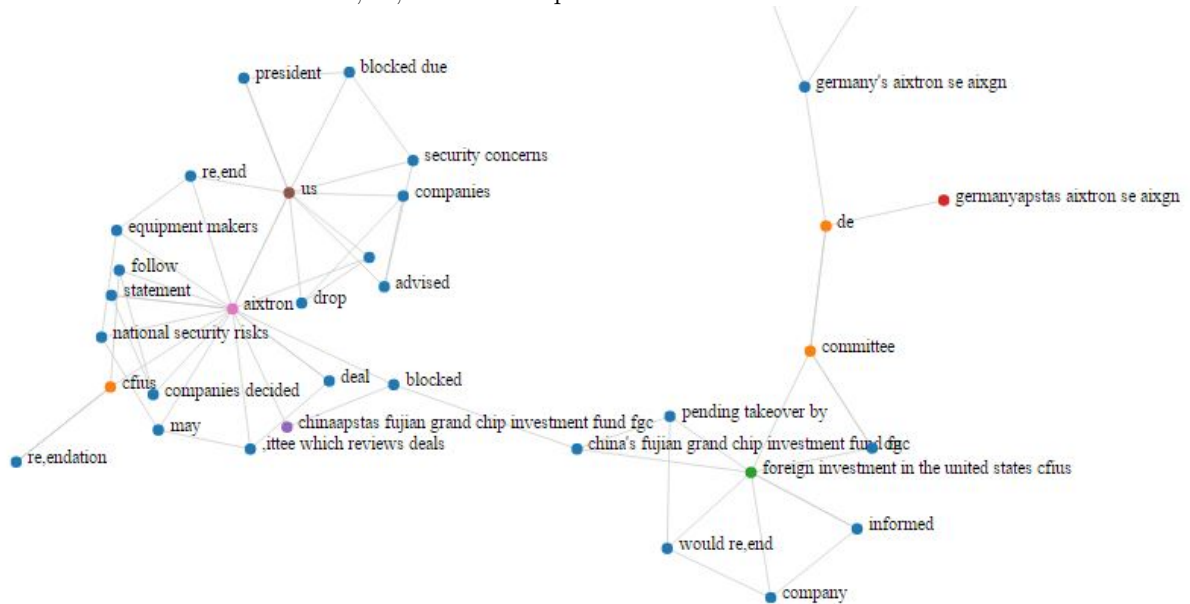 president
blocked due
germany's aixtron se aixgn
security concerns
re,end
us
companies
germanyapstas aixtron se aixgn
equipment makers
de
follow
advised
statement
aixtron
drop
national security risks
committee
cfius
companies decided
deal
blocked
may
chinaapstas fujian grand chip investment fund fgc
pending takeover by
,ittee which reviews deals
china's fujian grand chip investment fund fgc
re,endation
foreign investment in the united states cfius
informed
would re,end
company